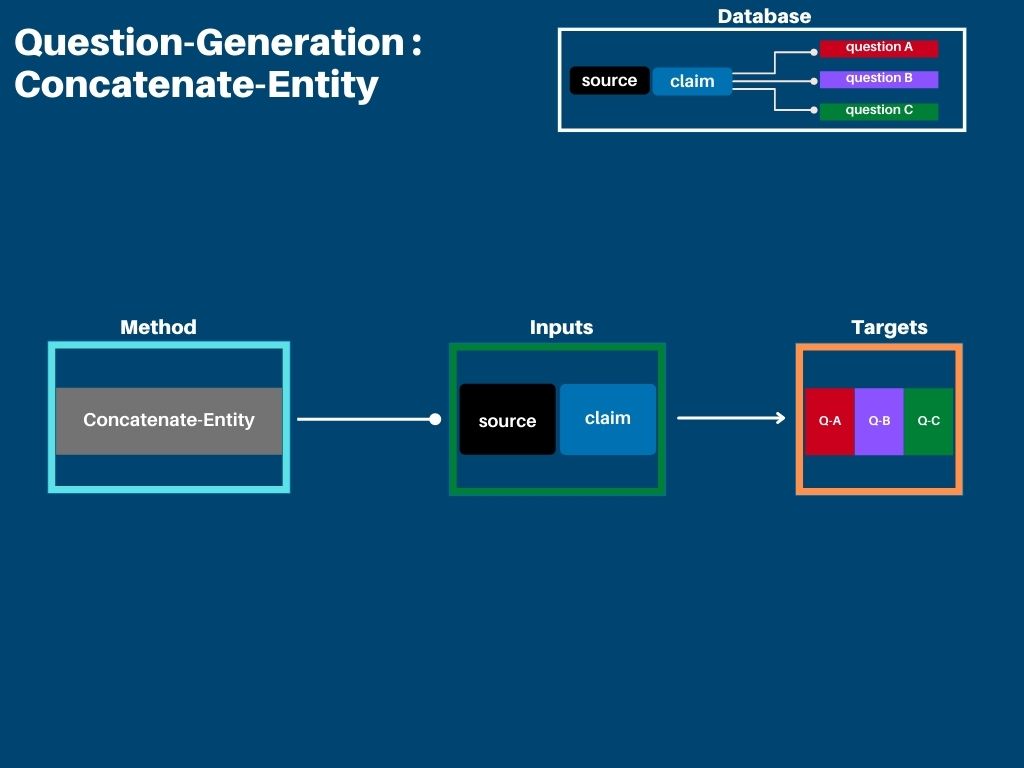 Question-Generation :
Concatenate-Entity
Database
source
claim
question A
question B
question C
Method
Concatenate-Entity
Inputs
source
claim
Targets
Q-A
Q-B
Q-C